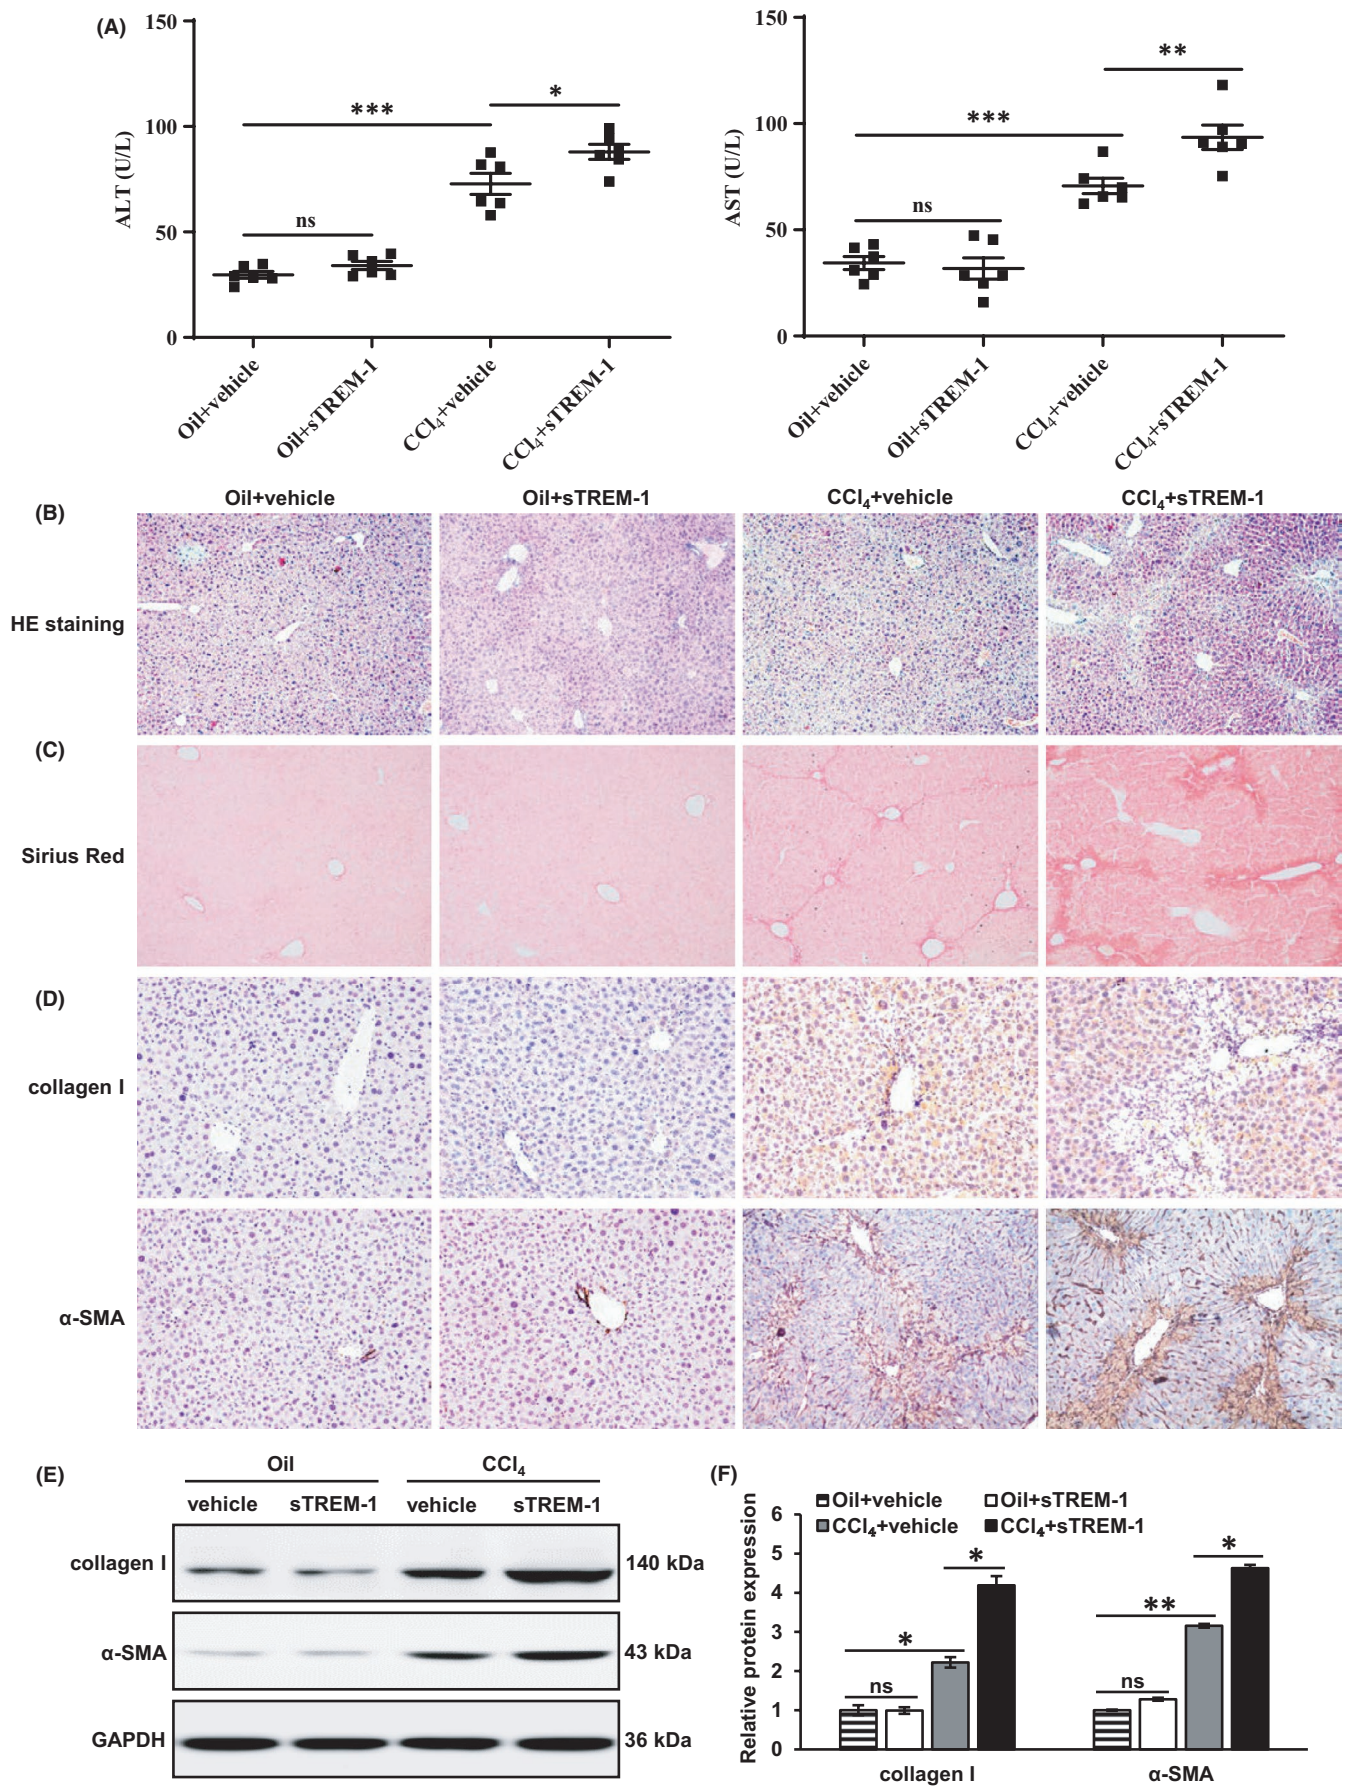 (A)
150
100
50
0
ALT (U/L)
***
*
ns
Oil+vehicle
Oil+sTREM-1
CCl₄+vehicle
CCl₄+sTREM-1
150
100
50
0
AST (U/L)
**
***
ns
Oil+vehicle
Oil+sTREM-1
CCl₄+vehicle
CCl₄+sTREM-1
(B)
Oil+vehicle
Oil+sTREM-1
CCl₄+vehicle
CCl₄+sTREM-1
HE staining
(C)
Sirius Red
(D)
collagen I
α-SMA
(E)
Oil
CCl₄
vehicle
sTREM-1
vehicle
sTREM-1
collagen I
140 kDa
α-SMA
43 kDa
GAPDH
36 kDa
(F)
Oil+vehicle
Oil+sTREM-1
CCl₄+vehicle
CCl₄+sTREM-1
Relative protein expression
6
5
4
3
2
1
0
ns
*
*
ns
**
*
collagen I
α-SMA